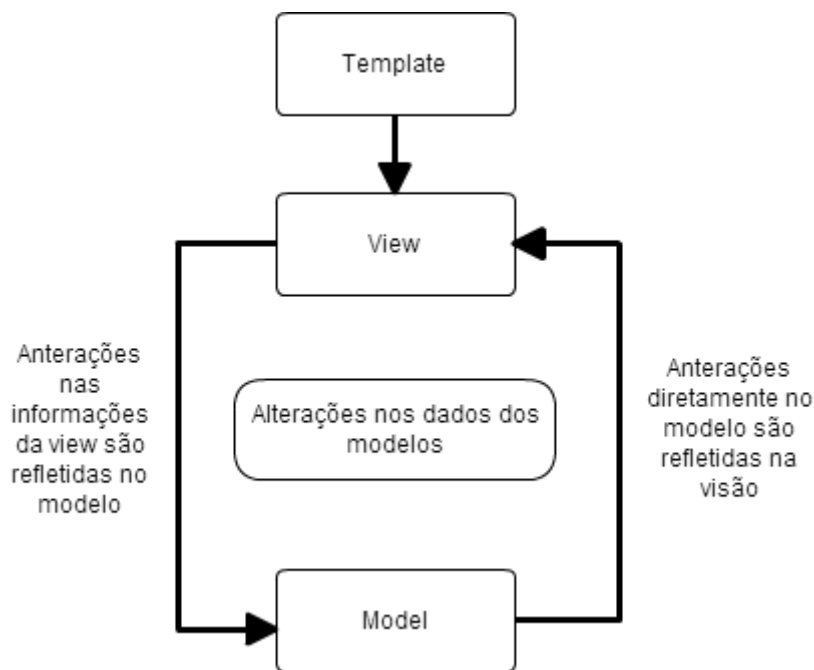 Template
View
Anterações
nas
informações
da view são
refletidas no
modelo
Alterações nos dados dos
modelos
Anterações
diretamente no
modelo são
refletidas na
visão
Model